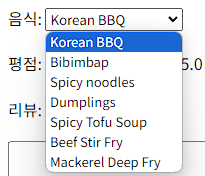 음식: Korean BBQ
Korean BBQ
Bibimbap
평점: 5.0
Spicy noodles
Dumplings
리뷰: Spicy Tofu Soup
Beef Stir Fry
Mackerel Deep Fry